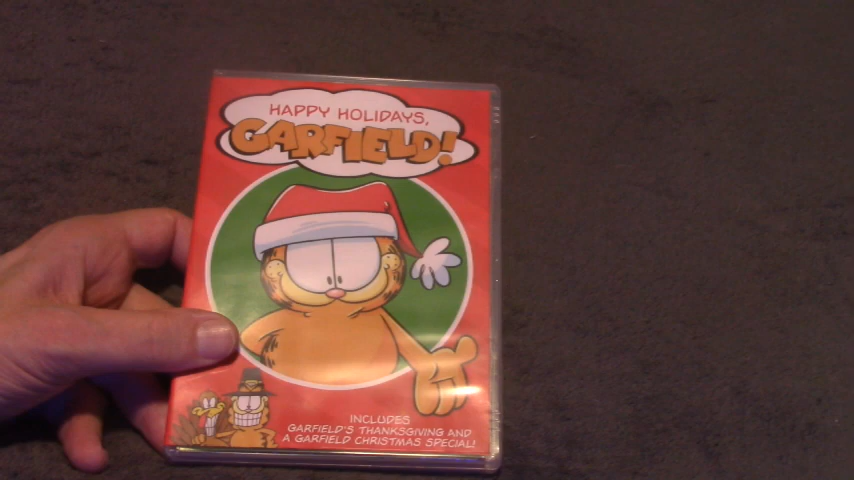 HAPPY HOLIDAYS,
GARFIELD!
INCLUDES
GARFIELD'S THANKSGIVING AND
A GARFIELD CHRISTMAS SPECIAL!